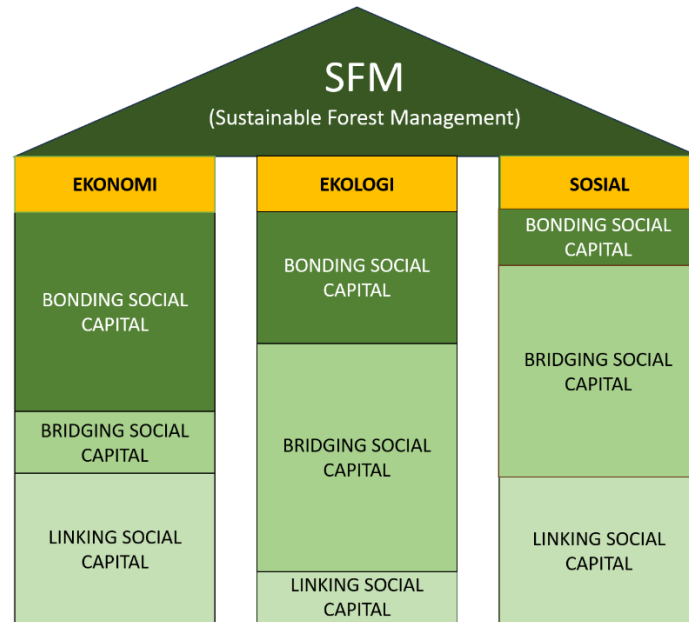 SFM
(Sustainable Forest Management)
EKONOMI
BONDING SOCIAL
CAPITAL
BRIDGING SOCIAL
CAPITAL
LINKING SOCIAL
CAPITAL
EKOLOGI
BONDING SOCIAL
CAPITAL
BRIDGING SOCIAL
CAPITAL
LINKING SOCIAL
CAPITAL
SOSIAL
BONDING SOCIAL
CAPITAL
BRIDGING SOCIAL
CAPITAL
LINKING SOCIAL
CAPITAL